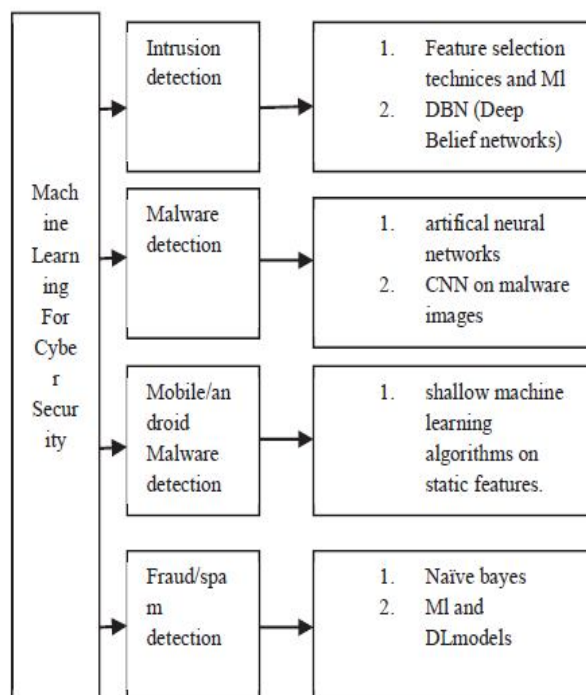 Mach
ine
Learn
ing
For
Cybe
r
Secur
ity
Intrusion
detection
1. Feature selection
technices and Ml
2. DBN (Deep
Belief networks)
Malware
detection
1. artifical neural
networks
2. CNN on malware
images
Mobile/an
droid
Malware
detection
1. shallow machine
learning
algorithms on
static features.
Fraud/spa
m
detection
1. Naïve bayes
2. Ml and
DLmodels